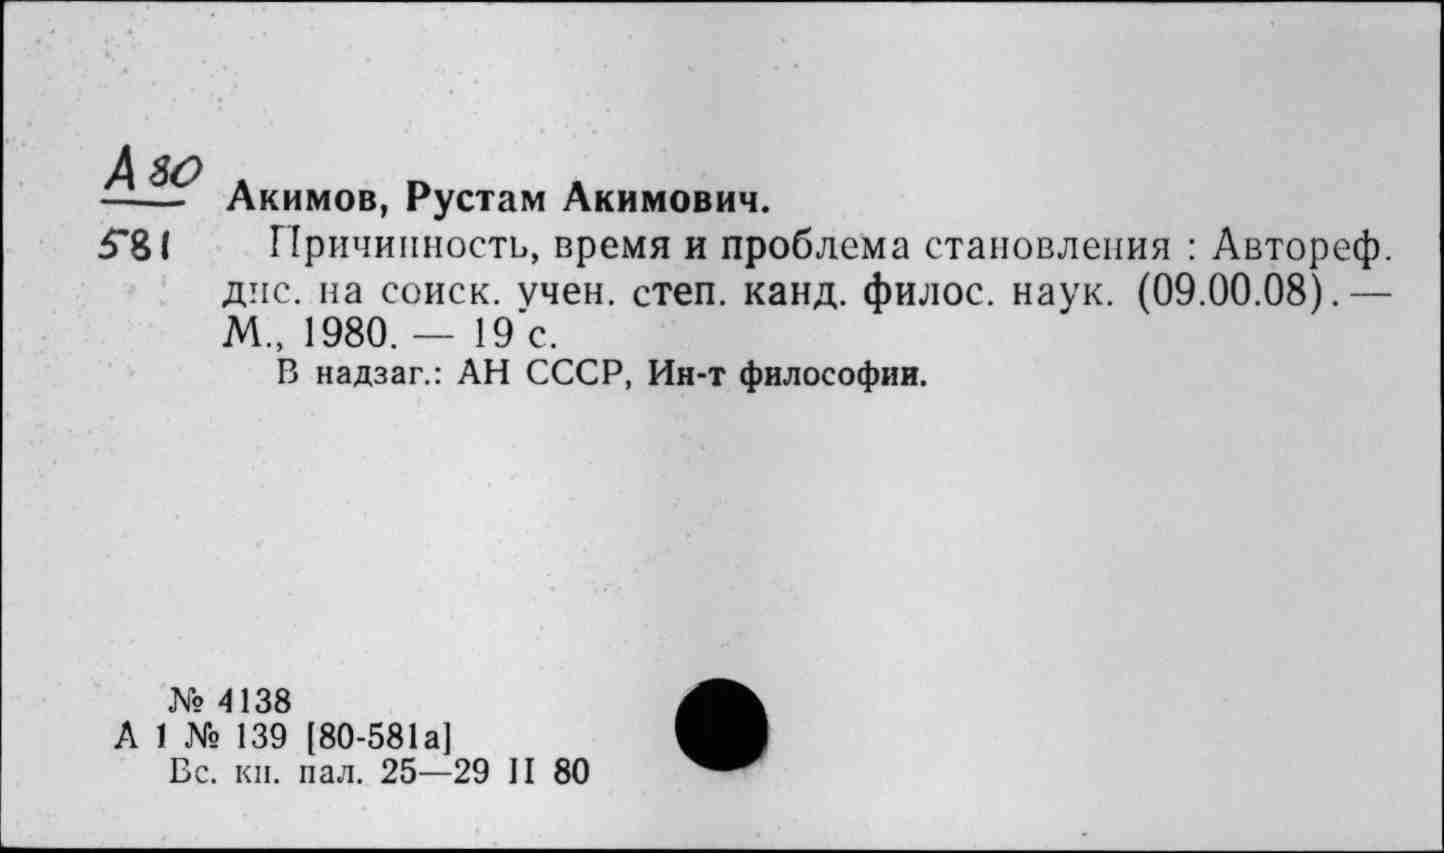 А 80
Акимов, Рустам Акимович.
581
Причинность, время и проблема становления : Автореф.
дис. на соиск. учен. степ. канд. филос. наук. (09.00.08). —
М., 1980. — 19 с.
В надзаг.: АН СССР, Ин-т философии.
№ 4138
А 1 № 139 [80-581а]
Вс. кн. пал. 25—29 II 80